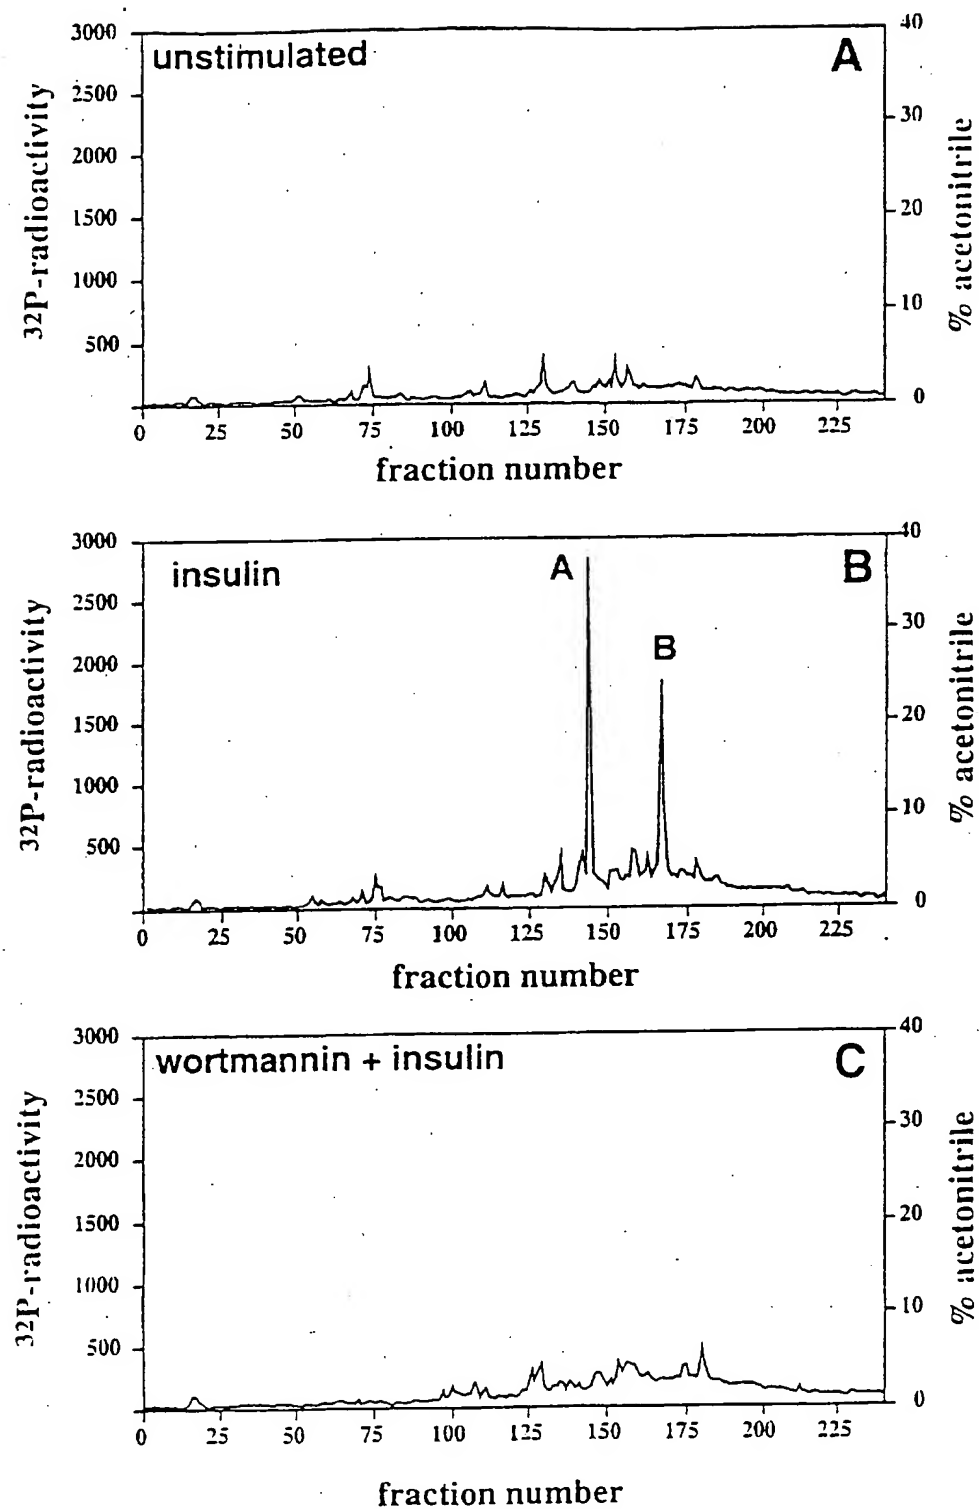 unstimulated
A
3000
2500
2000
1500
1000
500
40
30
20
10
0
32P-radioactivity
% acetonitrile
0 25 50 75 100 125 150 175 200 225
fraction number
insulin
A
B
B
3000
2500
2000
1500
1000
500
40
30
20
10
0
32P-radioactivity
% acetonitrile
0 25 50 75 100 125 150 175 200 225
fraction number
wortmannin + insulin
C
3000
2500
2000
1500
1000
500
40
30
20
10
0
32P-radioactivity
% acetonitrile
0 25 50 75 100 125 150 175 200 225
fraction number